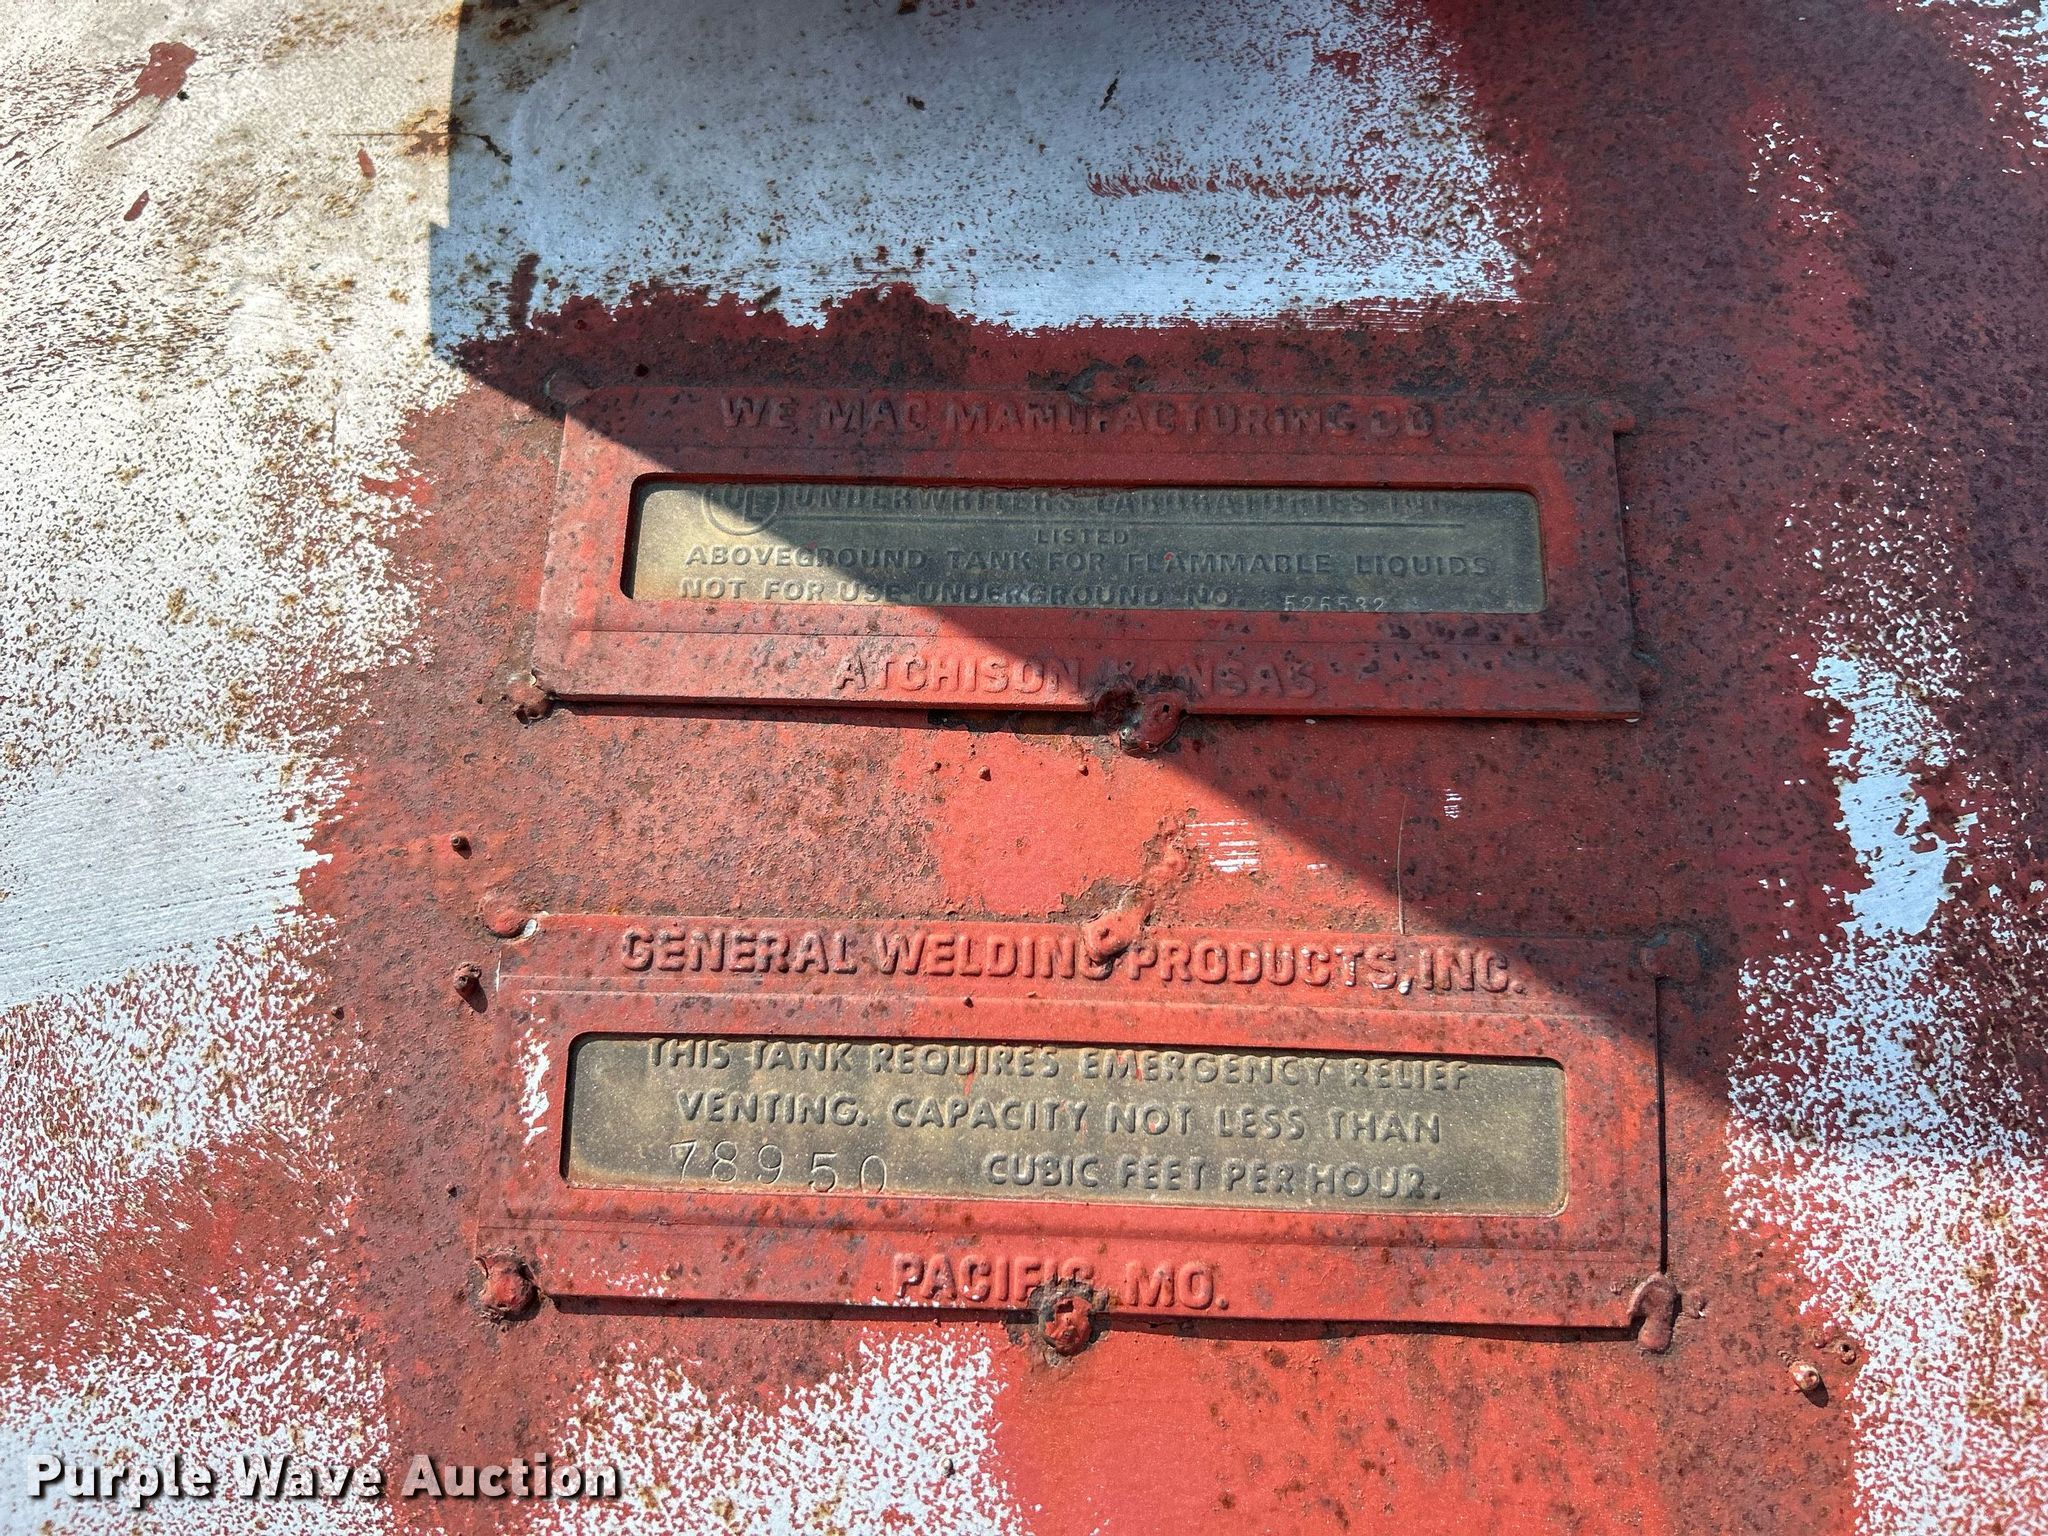 WE MAC MANUFACTURING CO
UL UNDERWRITERS LABORATORIES INC.
LISTED
ABOVEGROUND TANK FOR FLAMMABLE LIQUIDS
NOT FOR USE UNDERGROUND NO. 526532
ATCHISON, KANSAS
GENERAL WELDING PRODUCTS, INC.
THIS TANK REQUIRES EMERGENCY RELIEF
VENTING. CAPACITY NOT LESS THAN
78950 CUBIC FEET PER HOUR.
PACIFIC, MO.
Purple Wave Auction